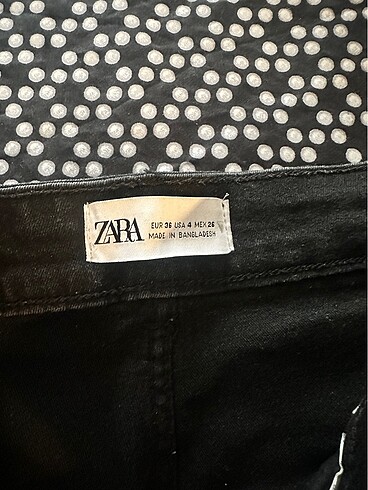 ZARA
EUR 36 USA 4 MEX 26
MADE IN BANGLADESH